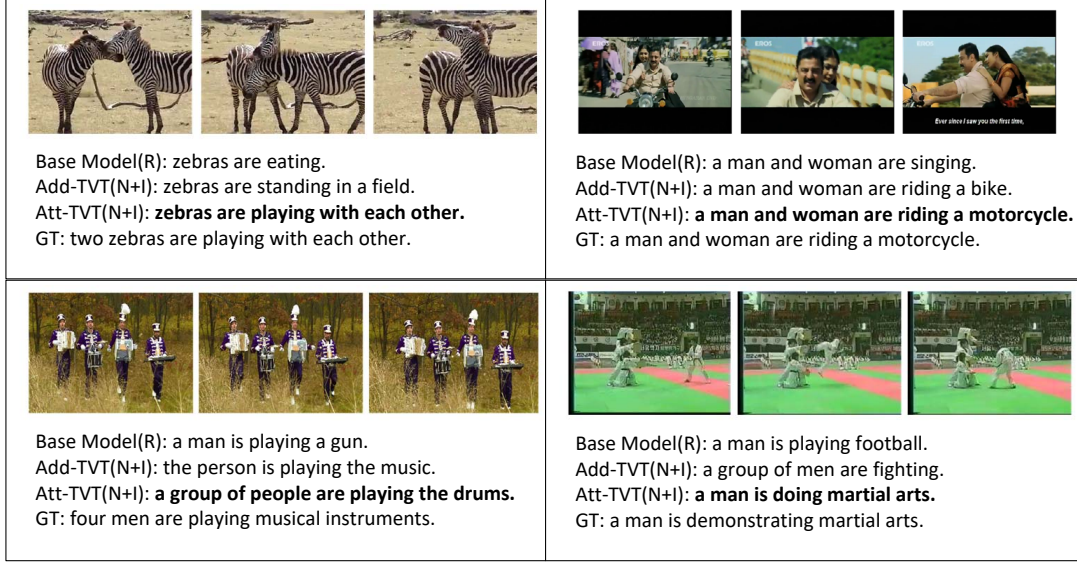 Base Model(R): zebras are eating.
Add-TVT(N+I): zebras are standing in a field.
Att-TVT(N+I): zebras are playing with each other.
GT: two zebras are playing with each other.
EROS
EROS
EROS
Ever since I saw you the first time,
Base Model(R): a man and woman are singing.
Add-TVT(N+I): a man and woman are riding a bike.
Att-TVT(N+I): a man and woman are riding a motorcycle.
GT: a man and woman are riding a motorcycle.
Base Model(R): a man is playing a gun.
Add-TVT(N+I): the person is playing the music.
Att-TVT(N+I): a group of people are playing the drums.
GT: four men are playing musical instruments.
Base Model(R): a man is playing football.
Add-TVT(N+I): a group of men are fighting.
Att-TVT(N+I): a man is doing martial arts.
GT: a man is demonstrating martial arts.